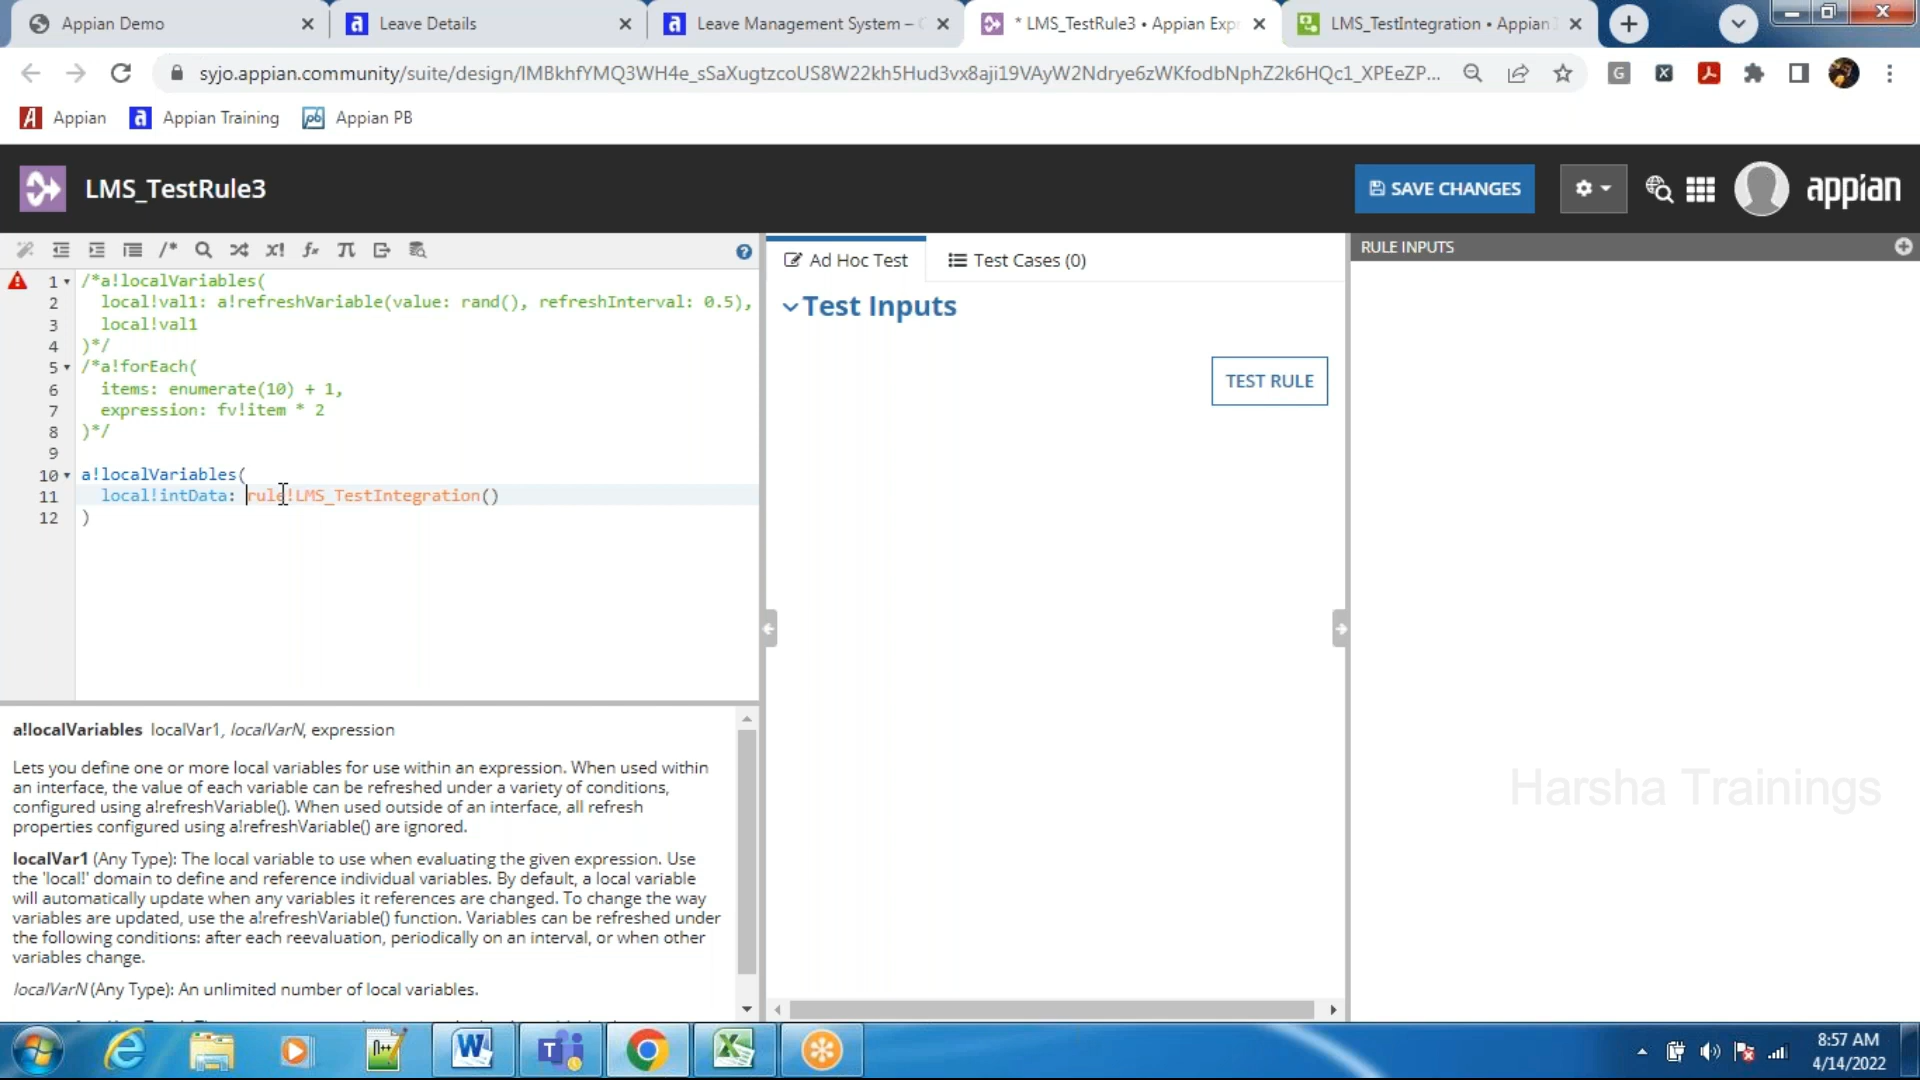 Appian Demo
Leave Details
Leave Management System – 
* LMS_TestRule3 • Appian Exp
LMS_TestIntegration • Appian
syjo.appian.community/suite/design/IMBkhfYMQ3WH4e_sSaXugtzcoUS8W22kh5Hud3vx8aji19VAyW2Ndrye6zWKfodbNphZ2k6HQc1_XPEeZP...
Appian
Appian Training
Appian PB
LMS_TestRule3
SAVE CHANGES
appian
Ad Hoc Test
Test Cases (0)
RULE INPUTS
1 /*a!localVariables(
2 local!val1: a!refreshVariable(value: rand(), refreshInterval: 0.5),
3 local!val1
4 )*/
5 /*a!forEach(
6 items: enumerate(10) + 1,
7 expression: fv!item * 2
8 )*/
9
10 a!localVariables(
11 local!intData: rule!LMS_TestIntegration()
12 )
Test Inputs
TEST RULE
a!localVariables localVar1, localVarN, expression
Lets you define one or more local variables for use within an expression. When used within
an interface, the value of each variable can be refreshed under a variety of conditions,
configured using a!refreshVariable(). When used outside of an interface, all refresh
properties configured using a!refreshVariable() are ignored.
localVar1 (Any Type): The local variable to use when evaluating the given expression. Use
the 'local!' domain to define and reference individual variables. By default, a local variable
will automatically update when any variables it references are changed. To change the way
variables are updated, use the a!refreshVariable() function. Variables can be refreshed under
the following conditions: after each reevaluation, periodically on an interval, or when other
variables change.
localVarN (Any Type): An unlimited number of local variables.
Harsha Trainings
8:57 AM
4/14/2022